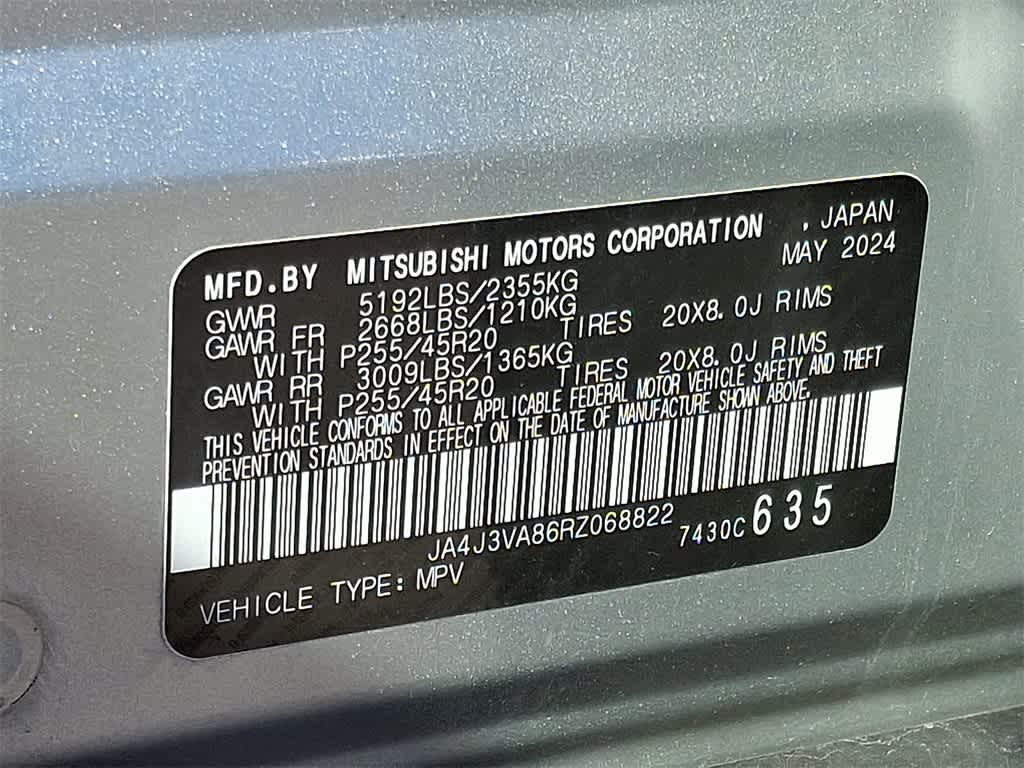 MFD.BY MITSUBISHI MOTORS CORPORATION , JAPAN
MAY 2024
GWWR 5192LBS/2355KG
GAWR FR 2668LBS/1210KG
WITH P255/45R20 TIRES 20X8.0J RIMS
GAWR RR 3009LBS/1365KG
WITH P255/45R20 TIRES 20X8.0J RIMS
THIS VEHICLE CONFORMS TO ALL APPLICABLE FEDERAL MOTOR VEHICLE SAFETY AND THEFT
PREVENTION STANDARDS IN EFFECT ON THE DATE OF MANUFACTURE SHOWN ABOVE.
JA4J3VA86RZ068822 7430C 635
VEHICLE TYPE: MPV